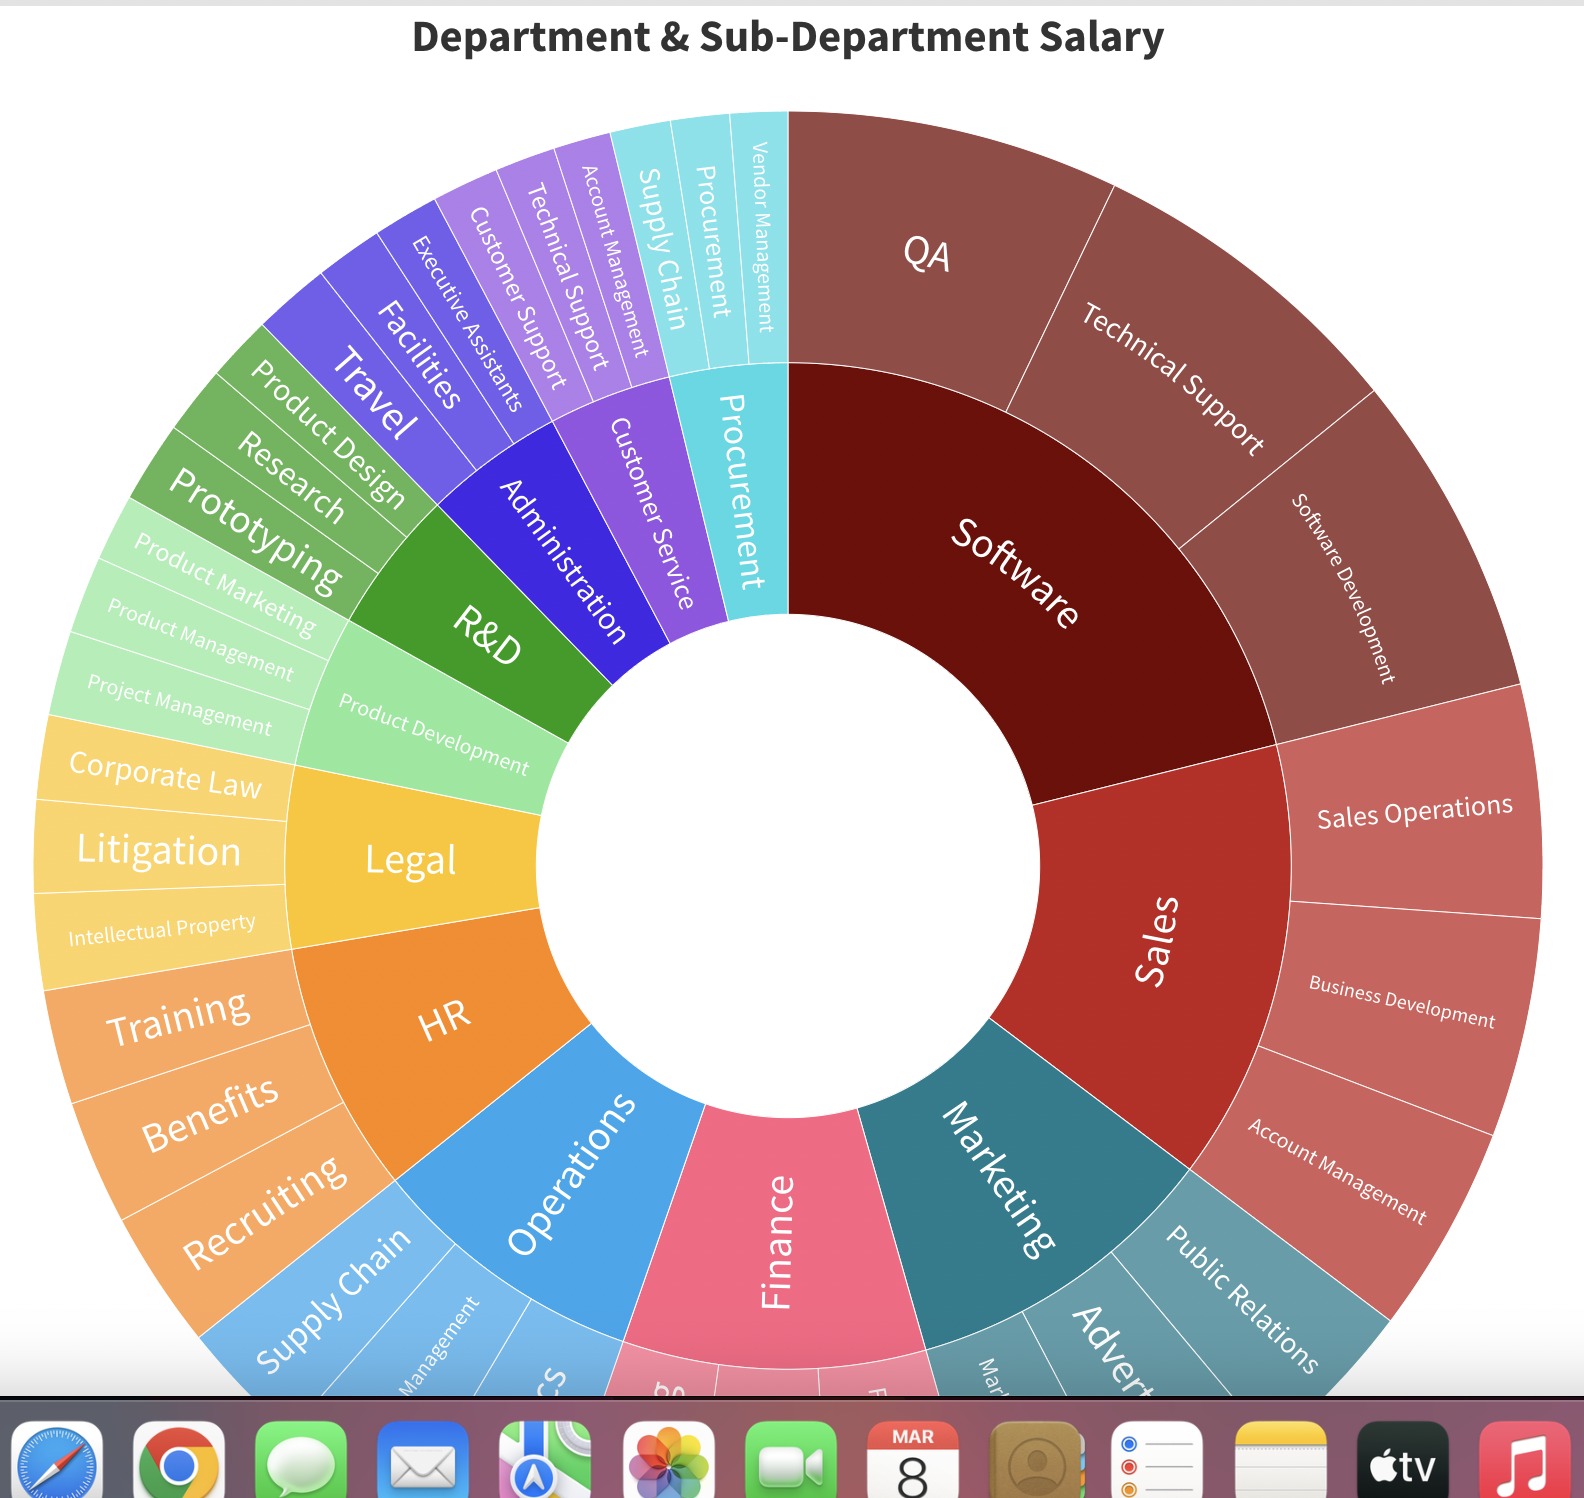 Department & Sub-Department Salary
QA
Technical Support
Software Development
Software
Sales Operations
Business Development
Account Management
Sales
Public Relations
Advert
Mark
Marketing
F
gs
Finance
cs
Management
Supply Chain
Operations
Recruiting
Benefits
Training
HR
Intellectual Property
Litigation
Corporate Law
Legal
Project Management
Product Management
Product Marketing
Product Development
Prototyping
Research
Product Design
R&D
Travel
Facilities
Executive Assistants
Administration
Customer Support
Technical Support
Account Management
Customer Service
Supply Chain
Procurement
Vendor Management
Procurement
MAR
8
tv